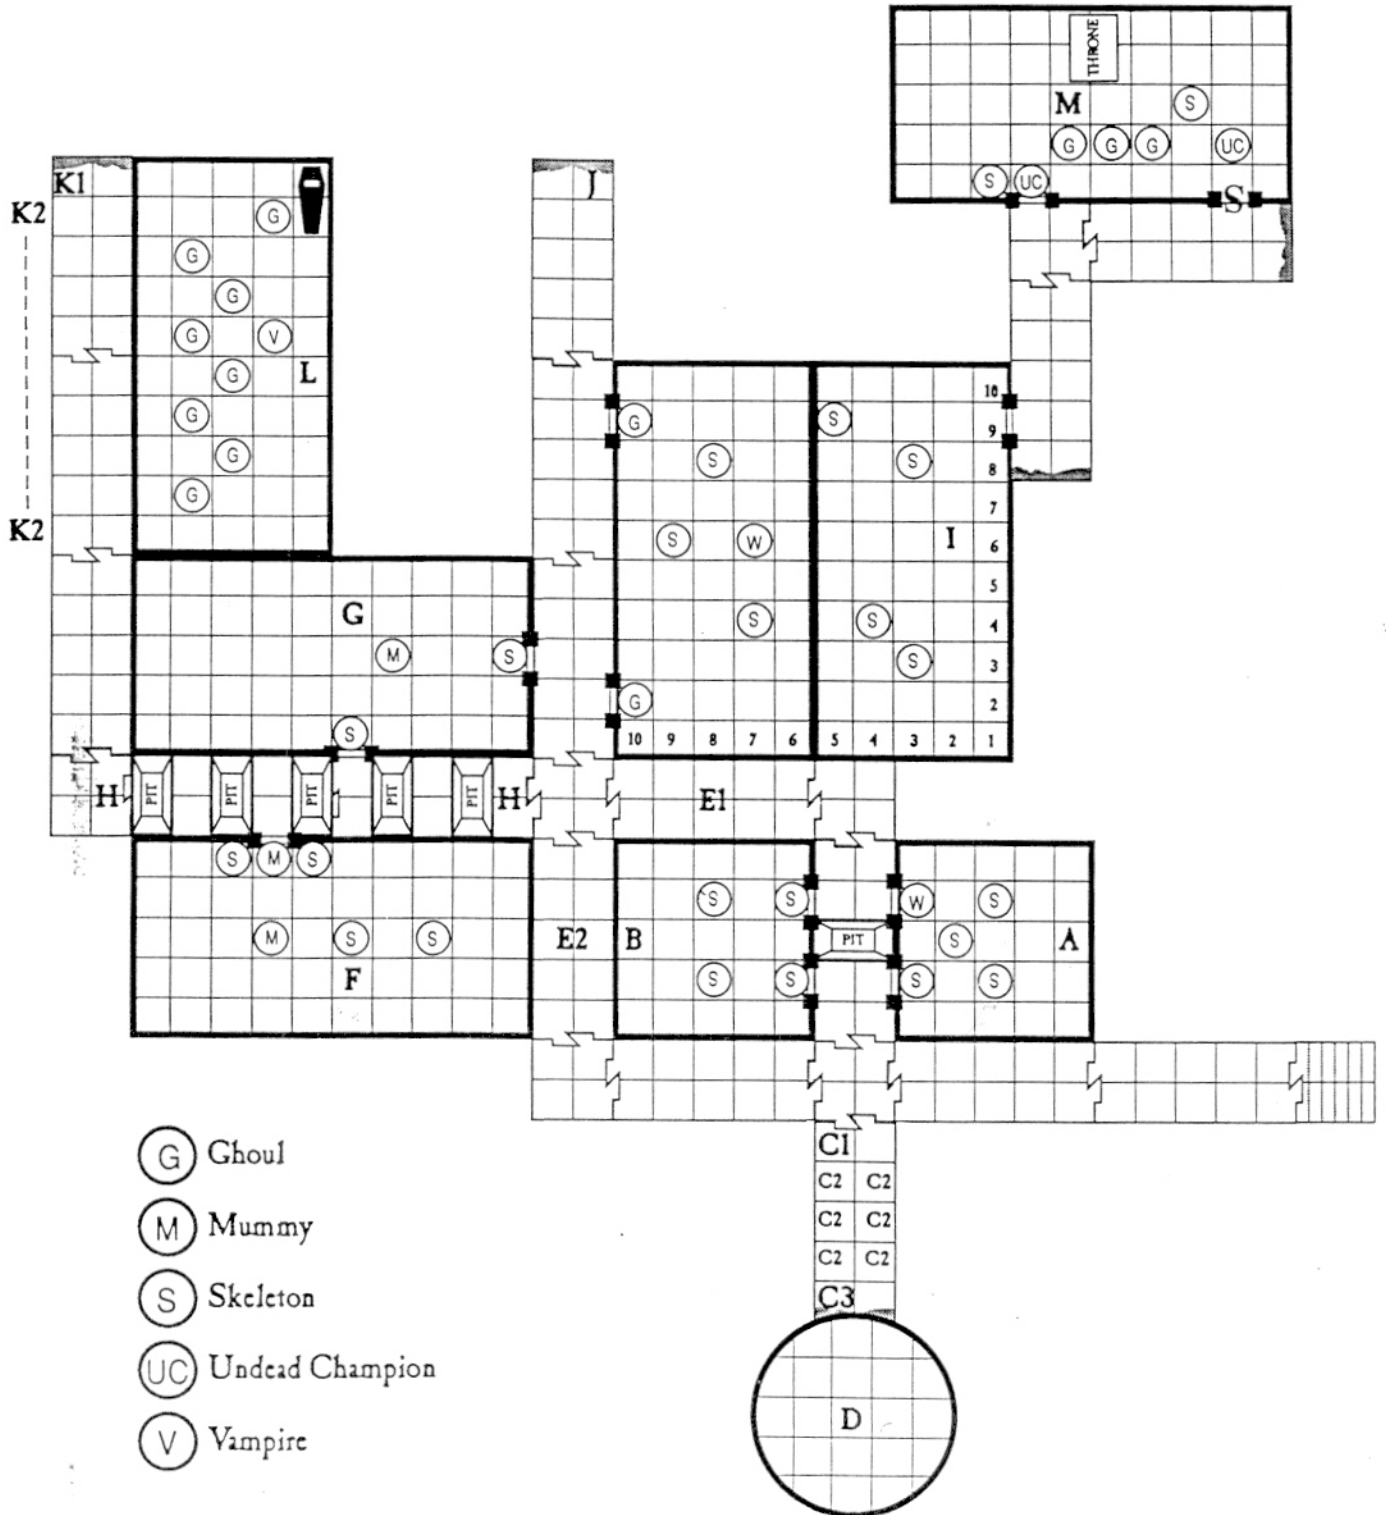 THRONE
M
S
G G G UC
S UC
S
K1
J
K2
G
G
G
G V
G
L
G
G
G
K2
10
G S 9
S S 8
7
S W I 6
5
G
S S 4
M S
S 3
G 2
S
10 9 8 7 6 5 4 3 2 1
H PIT PIT PIT PIT PIT H
E1
S M S
S S W S
M S S
E2 B PIT S A
F
S S S S
C1
C2 C2
C2 C2
C2 C2
C3
D
G Ghoul
M Mummy
S Skeleton
UC Undead Champion
V Vampire